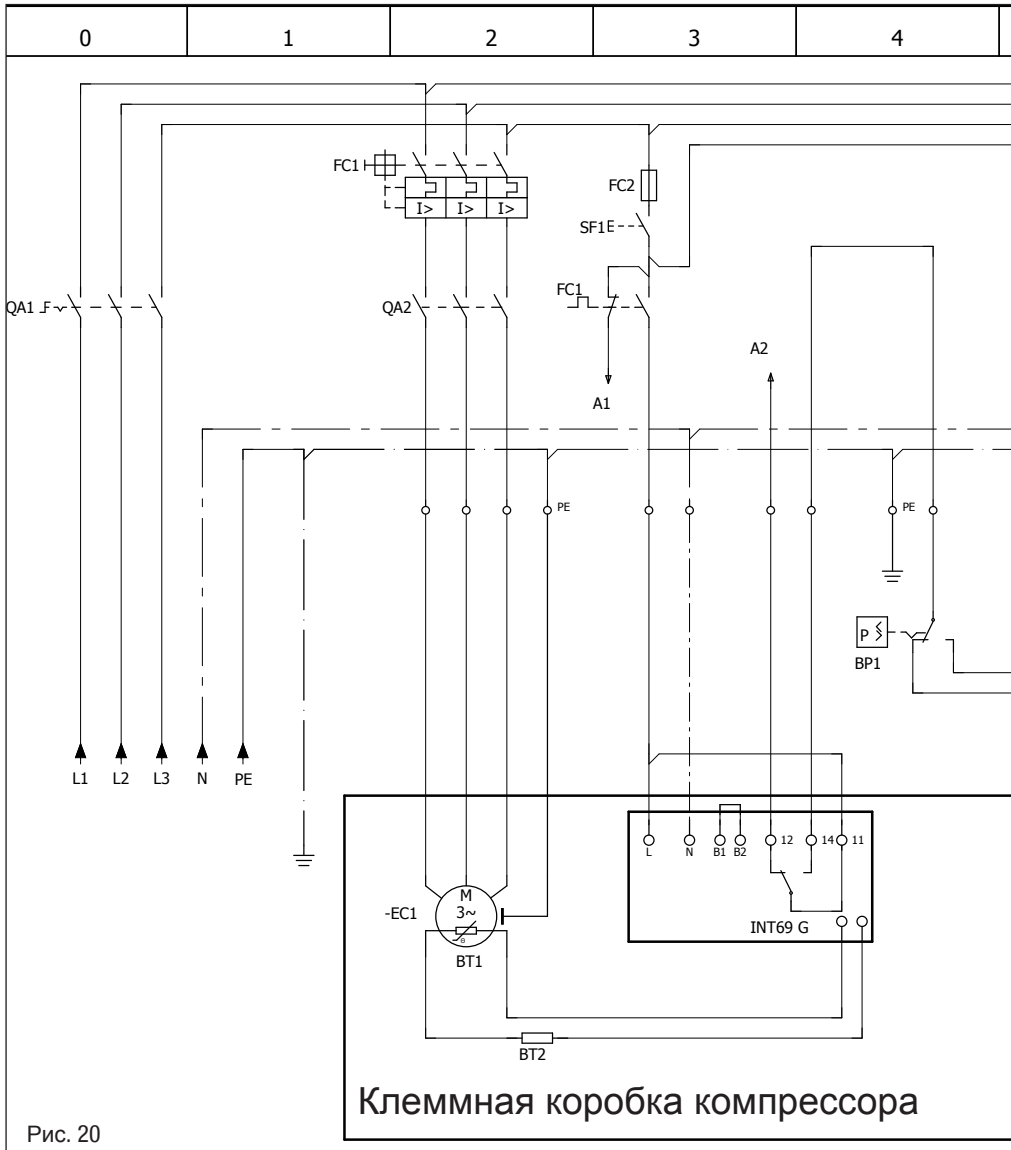 0 1 2 3 4
FC1
I> I> I>
FC2
SF1
QA1
QA2
FC1
A2
A1
PE
PE
P
BP1
L1 L2 L3 N PE
L N B1 B2 12 14 11
-EC1
M
3~
θ
BT1
INT69 G
BT2
Клеммная коробка компрессора
Рис. 20